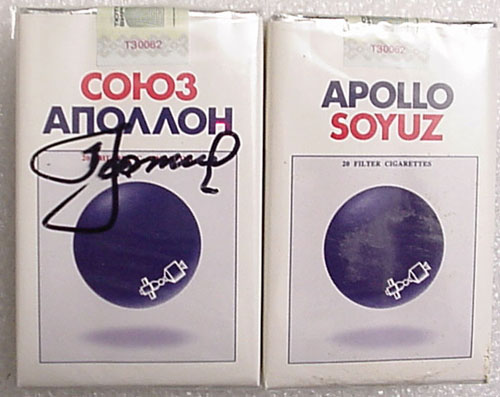 ТЗ0062
СОЮЗ
АПОЛЛОН
ТЗ0062
APOLLO
SOYUZ
20 FILTER CIGARETTES